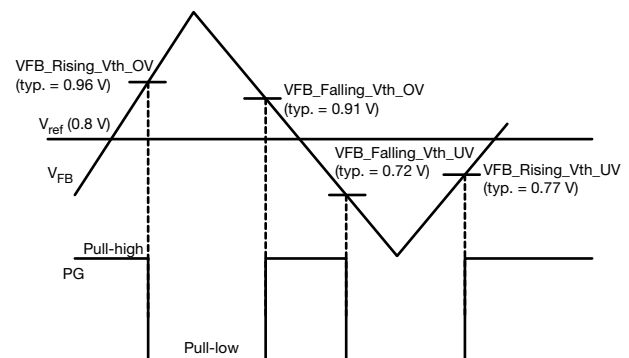 VFB_Rising_Vth_OV
(typ. = 0.96 V)
VFB_Falling_Vth_OV
(typ. = 0.91 V)
Vref (0.8 V)
VFB_Falling_Vth_UV
(typ. = 0.72 V)
VFB_Rising_Vth_UV
(typ. = 0.77 V)
VFB
Pull-high
PG
Pull-low